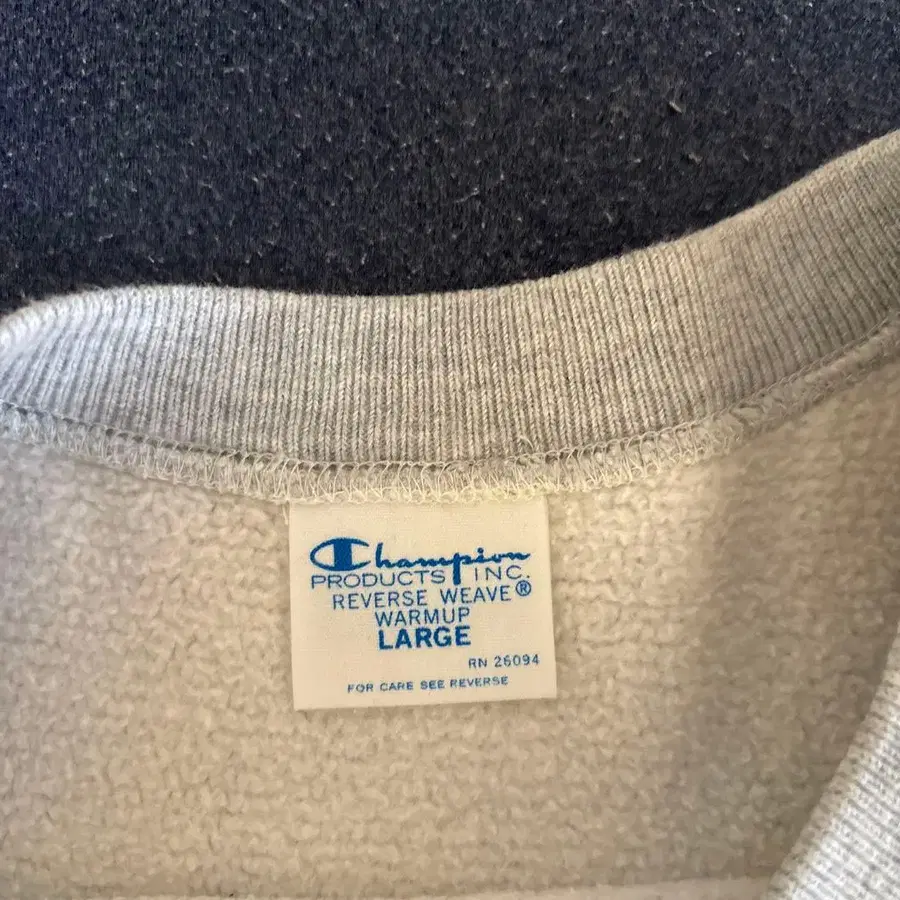 Champion
PRODUCTS INC.
REVERSE WEAVE®
WARMUP
LARGE
RN 26094
FOR CARE SEE REVERSE